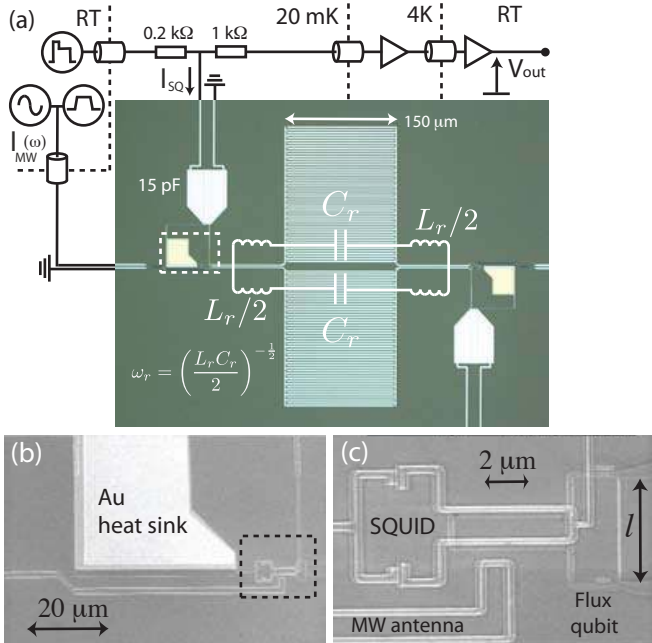 (a)
RT
0.2 kΩ
1 kΩ
20 mK
4K
RT
I_SQ
V_out
I_MW (ω)
150 μm
15 pF
C_r
L_r/2
L_r/2
C_r
ω_r = (L_r C_r / 2)^{-1/2}
(b)
Au
heat sink
20 μm
(c)
2 μm
SQUID
l
MW antenna
Flux
qubit